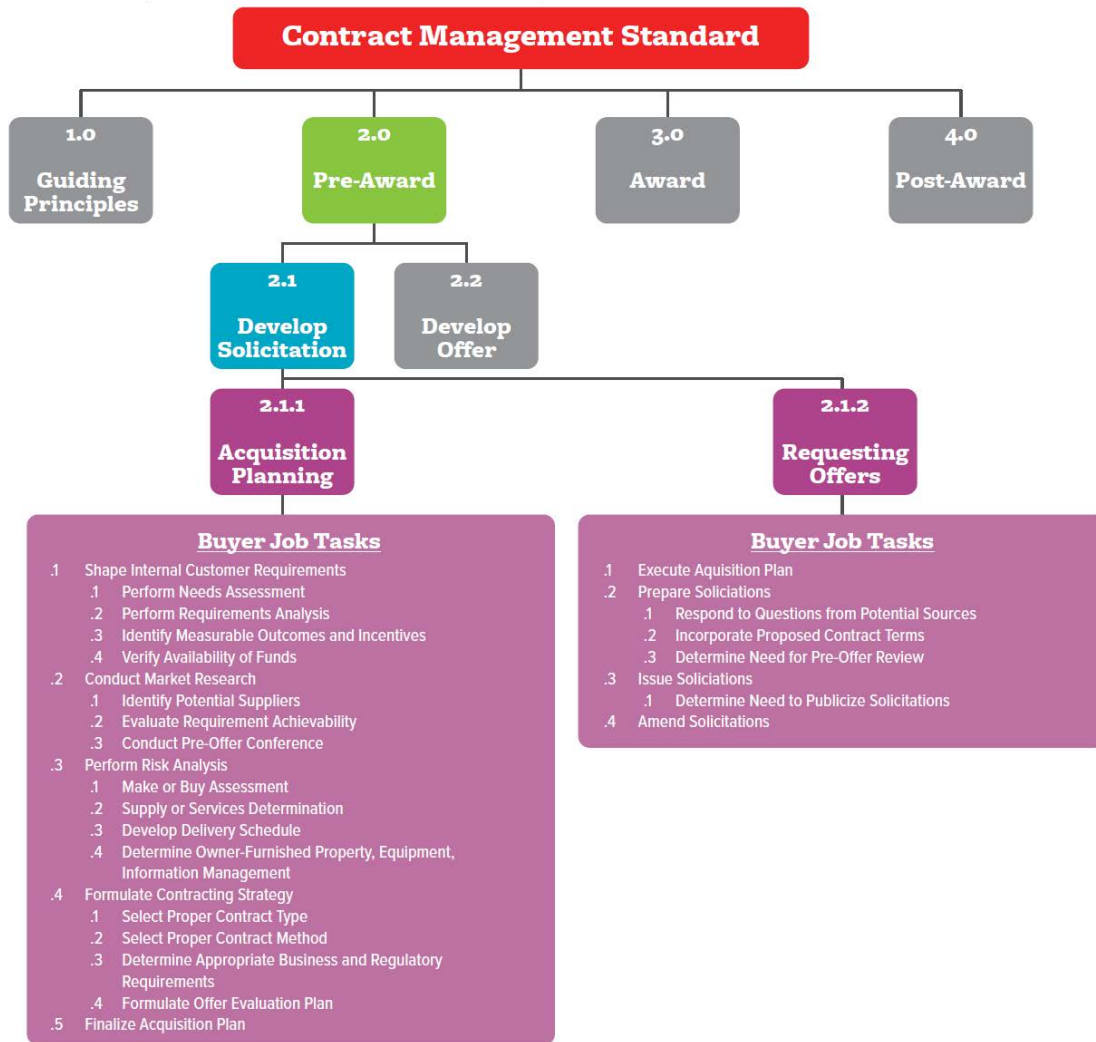 Contract Management Standard
1.0
Guiding
Principles
2.0
Pre-Award
3.0
Award
4.0
Post-Award
2.1
Develop
Solicitation
2.2
Develop
Offer
2.1.1
Acquisition
Planning
2.1.2
Requesting
Offers
Buyer Job Tasks
.1 Shape Internal Customer Requirements
.1 Perform Needs Assessment
.2 Perform Requirements Analysis
.3 Identify Measurable Outcomes and Incentives
.4 Verify Availability of Funds
.2 Conduct Market Research
.1 Identify Potential Suppliers
.2 Evaluate Requirement Achievability
.3 Conduct Pre-Offer Conference
.3 Perform Risk Analysis
.1 Make or Buy Assessment
.2 Supply or Services Determination
.3 Develop Delivery Schedule
.4 Determine Owner-Furnished Property, Equipment,
Information Management
.4 Formulate Contracting Strategy
.1 Select Proper Contract Type
.2 Select Proper Contract Method
.3 Determine Appropriate Business and Regulatory
Requirements
.4 Formulate Offer Evaluation Plan
.5 Finalize Acquisition Plan
Buyer Job Tasks
.1 Execute Aquisition Plan
.2 Prepare Soliciations
.1 Respond to Questions from Potential Sources
.2 Incorporate Proposed Contract Terms
.3 Determine Need for Pre-Offer Review
.3 Issue Soliciations
.1 Determine Need to Publicize Solicitations
.4 Amend Solicitations